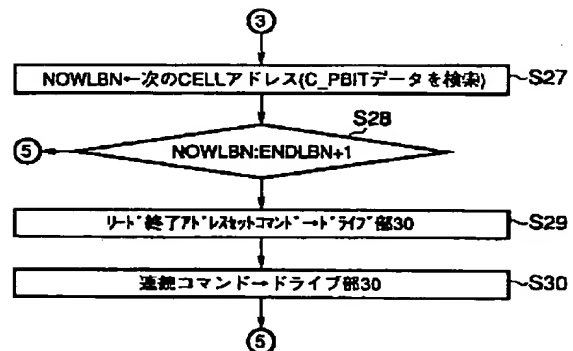 ③
NOWLBN←次のCELLアドレス(C_PBITデータを検索)
S27
S28
⑤
NOWLBN:ENDLBN+1
リード終了アドレスセットコマンド→ドライブ部30
S29
連続コマンド→ドライブ部30
S30
⑤